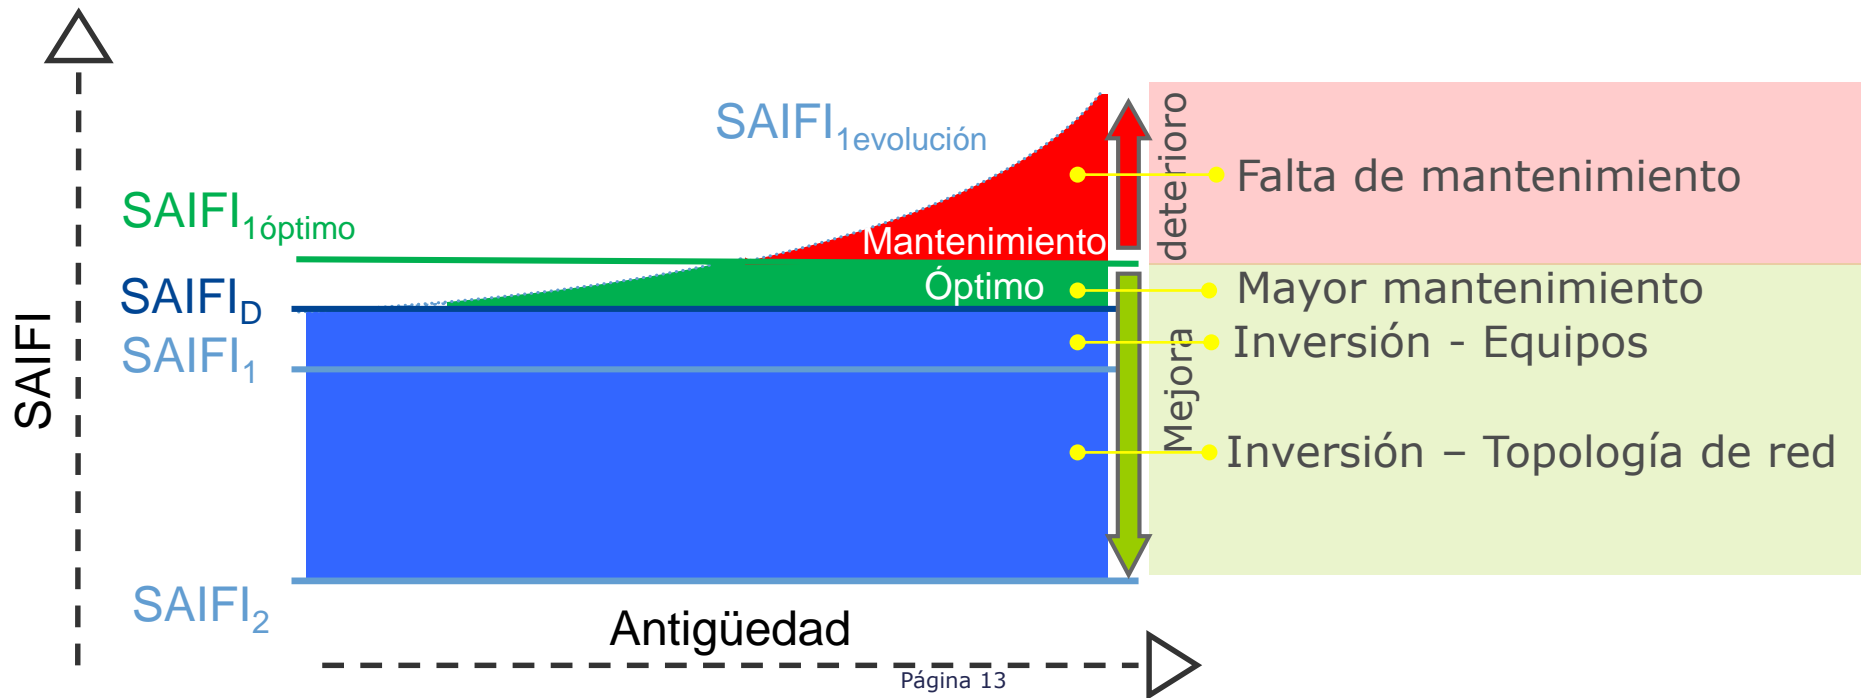 SAIFI
SAIFI1evolución
SAIFI1óptimo
SAIFID
SAIFI1
SAIFI2
Mantenimiento
Óptimo
deterioro
Mejora
Falta de mantenimiento
Mayor mantenimiento
Inversión - Equipos
Inversión – Topología de red
Antigüedad
Página 13